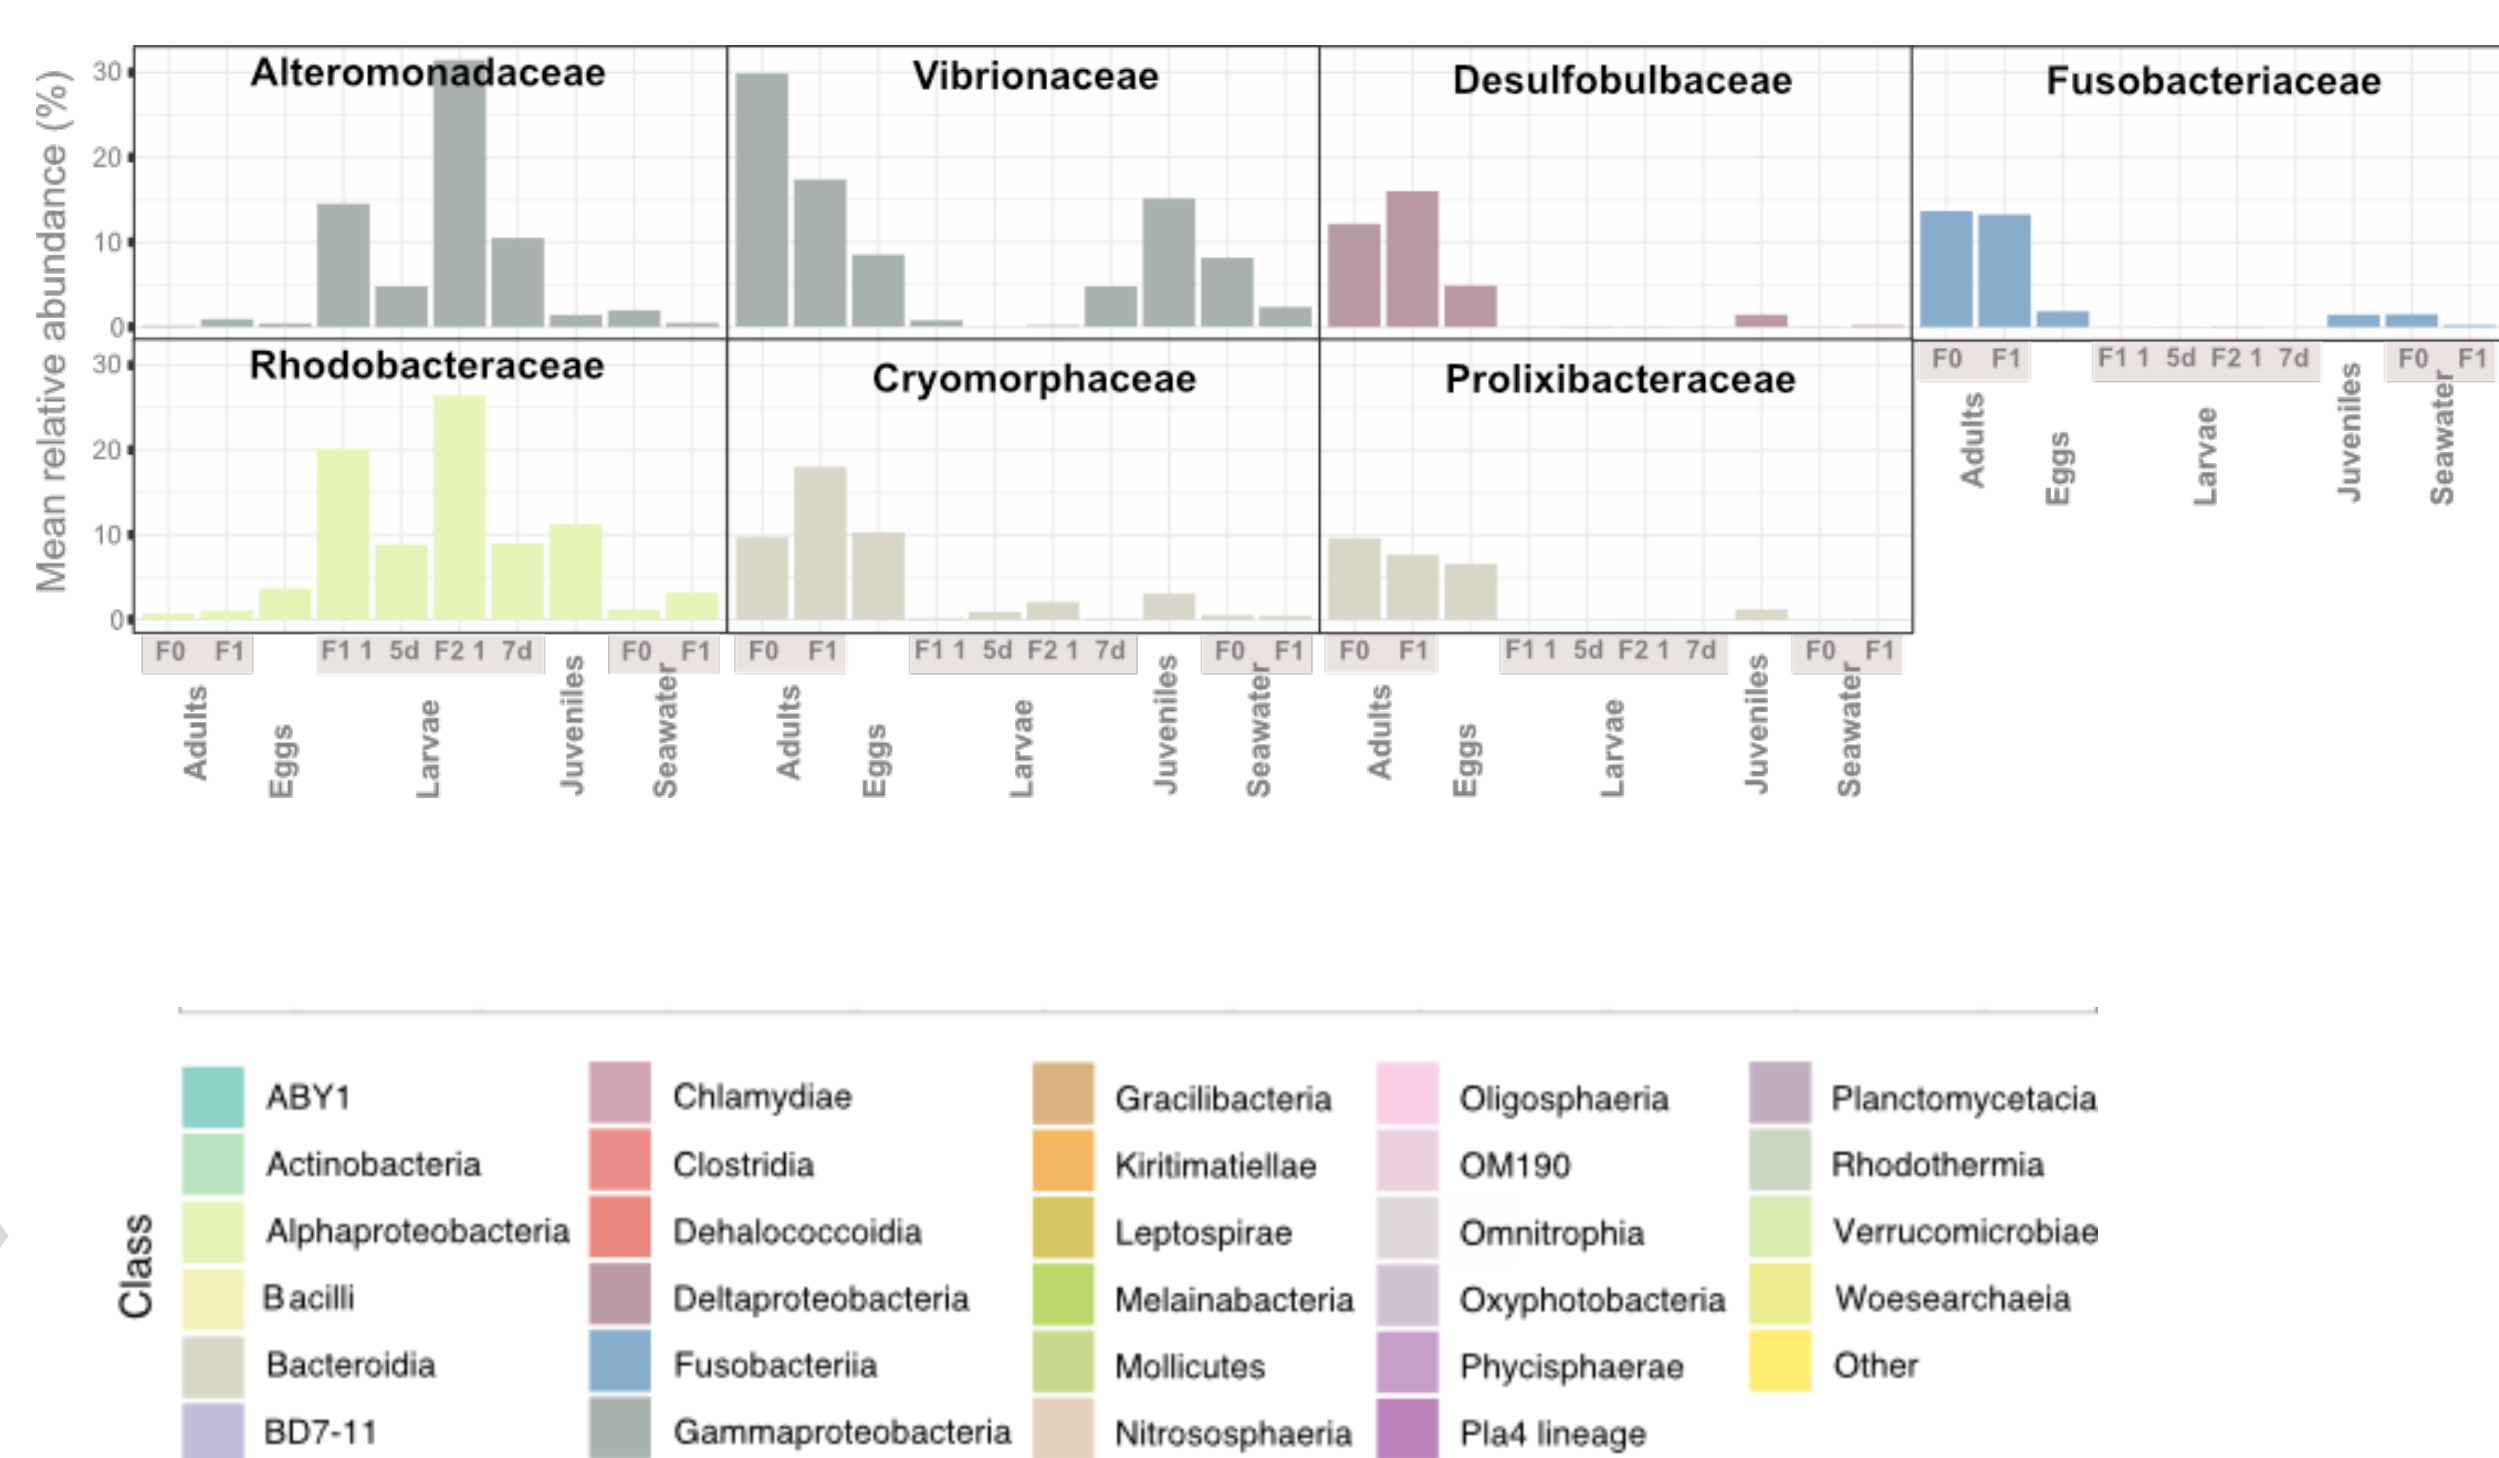 Mean relative abundance (%)
30
20
10
0
Alteromonadaceae
Vibrionaceae
Desulfobulbaceae
Fusobacteriaceae
30
20
10
0
Rhodobacteraceae
Cryomorphaceae
Prolixibacteraceae
F0 F1 F1 1 5d F2 1 7d F0 F1
Adults Eggs Larvae Juveniles Seawater
F0 F1 F1 1 5d F2 1 7d F0 F1
Adults Eggs Larvae Juveniles Seawater
F0 F1 F1 1 5d F2 1 7d F0 F1
Adults Eggs Larvae Juveniles Seawater
F0 F1 F1 1 5d F2 1 7d F0 F1
Adults Eggs Larvae Juveniles Seawater
Class
ABY1
Actinobacteria
Alphaproteobacteria
Bacilli
Bacteroidia
BD7-11
Chlamydiae
Clostridia
Dehalococcoidia
Deltaproteobacteria
Fusobacteriia
Gammaproteobacteria
Gracilibacteria
Kiritimatiellae
Leptospirae
Melainabacteria
Mollicutes
Nitrososphaeria
Oligosphaeria
OM190
Omnitrophia
Oxyphotobacteria
Phycisphaerae
Pla4 lineage
Planctomycetacia
Rhodothermia
Verrucomicrobiae
Woesearchaeia
Other